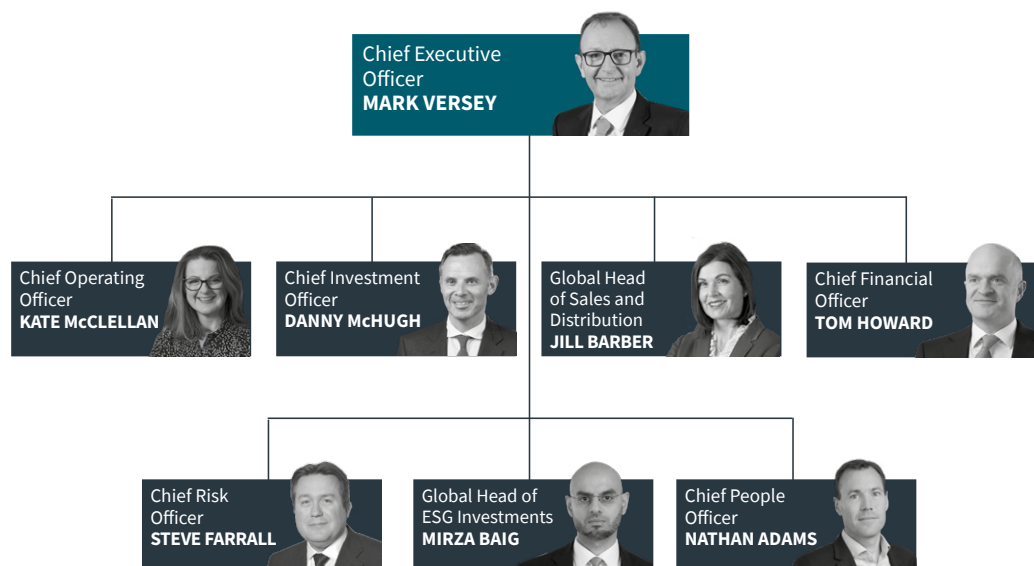 Chief Executive
Officer
MARK VERSEY
Chief Operating
Officer
KATE McCLELLAN
Chief Investment
Officer
DANNY McHUGH
Global Head
of Sales and
Distribution
JILL BARBER
Chief Financial
Officer
TOM HOWARD
Chief Risk
Officer
STEVE FARRALL
Global Head of
ESG Investments
MIRZA BAIG
Chief People
Officer
NATHAN ADAMS